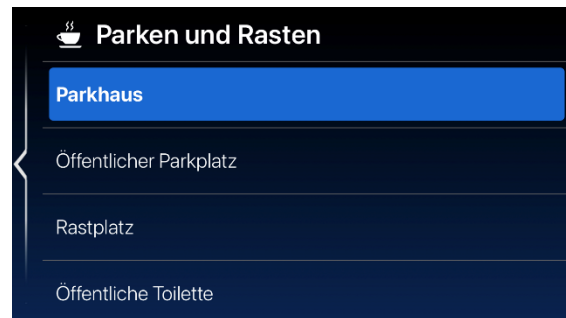 Parken und Rasten
Parkhaus
Öffentlicher Parkplatz
Rastplatz
Öffentliche Toilette